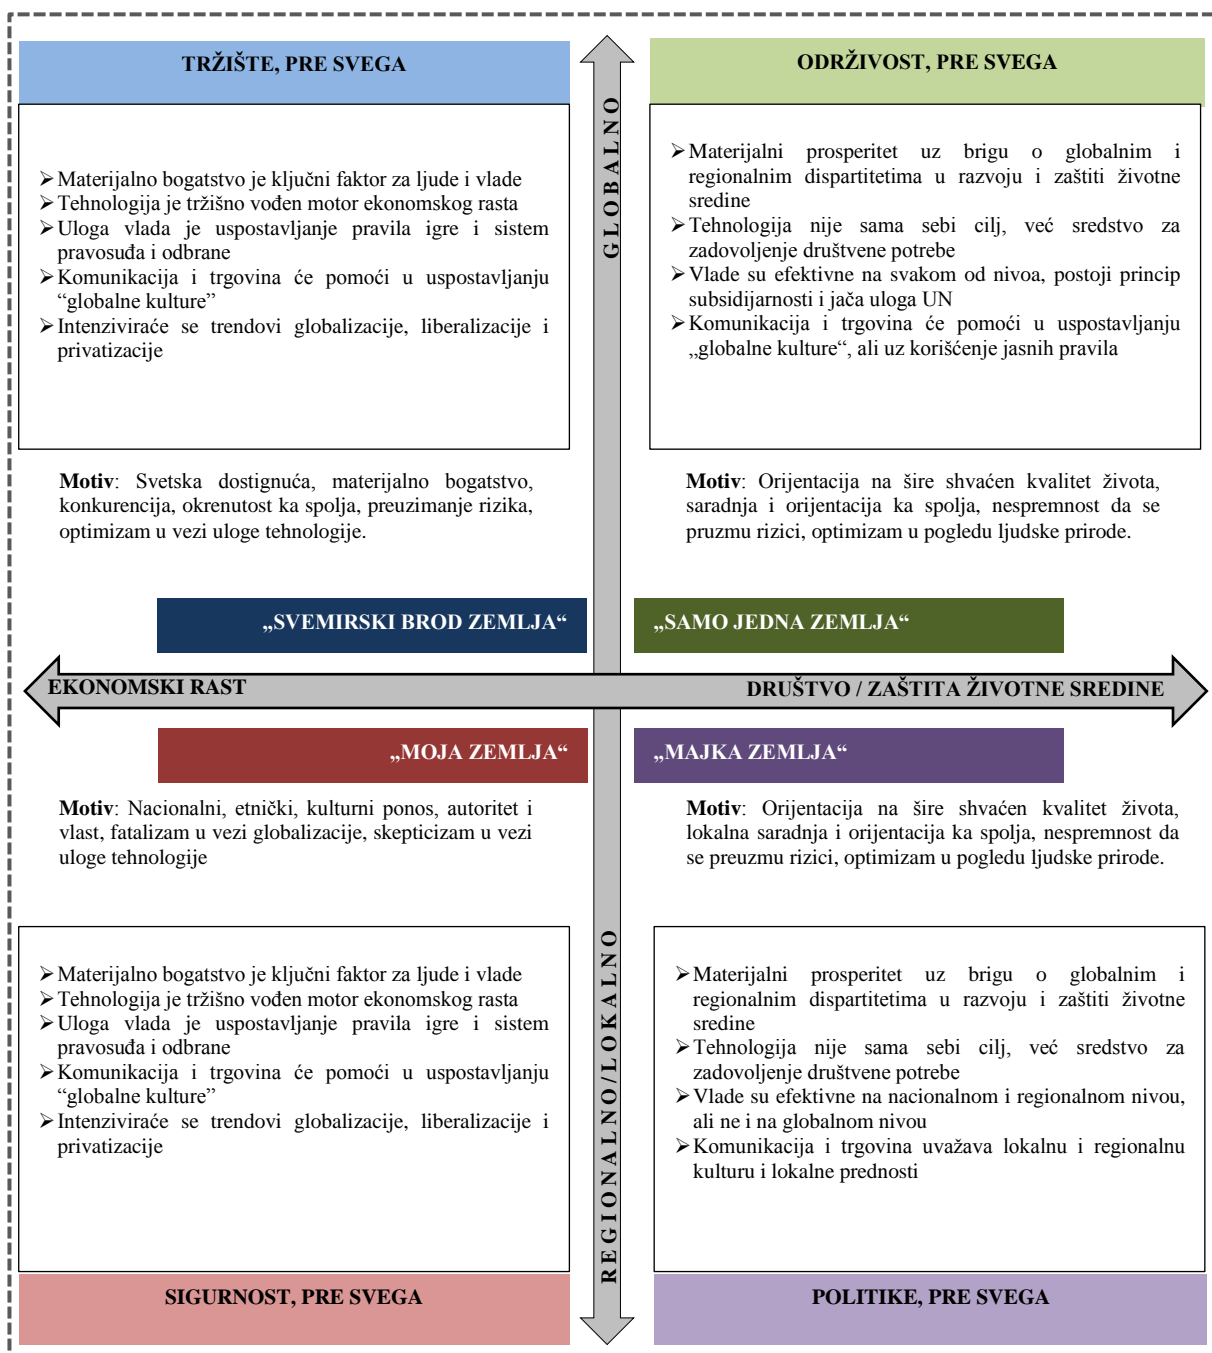 TRŽIŠTE, PRE SVEGA
➢Materijalno bogatstvo je ključni faktor za ljude i vlade
➢Tehnologija je tržišno vođen motor ekonomskog rasta
➢Uloga vlada je uspostavljanje pravila igre i sistem
pravosuđa i odbrane
➢Komunikacija i trgovina će pomoći u uspostavljanju
“globalne kulture”
➢Intenziviraće se trendovi globalizacije, liberalizacije i
privatizacije
Motiv: Svetska dostignuća, materijalno bogatstvo,
konkurencija, okrenutost ka spolja, preuzimanje rizika,
optimizam u vezi uloge tehnologije.
„SVEMIRSKI BROD ZEMLJA“
GLOBALNO
ODRŽIVOST, PRE SVEGA
➢Materijalni prosperitet uz brigu o globalnim i
regionalnim dispartitetima u razvoju i zaštiti životne
sredine
➢Tehnologija nije sama sebi cilj, već sredstvo za
zadovoljenje društvene potrebe
➢Vlade su efektivne na svakom od nivoa, postoji princip
subsidijarnosti i jača uloga UN
➢Komunikacija i trgovina će pomoći u uspostavljanju
„globalne kulture“, ali uz korišćenje jasnih pravila
Motiv: Orijentacija na šire shvaćen kvalitet života,
saradnja i orijentacija ka spolja, nespremnost da se
pruzmu rizici, optimizam u pogledu ljudske prirode.
„SAMO JEDNA ZEMLJA“
EKONOMSKI RAST
DRUŠTVO / ZAŠTITA ŽIVOTNE SREDINE
„MOJA ZEMLJA“
Motiv: Nacionalni, etnički, kulturni ponos, autoritet i
vlast, fatalizam u vezi globalizacije, skepticizam u vezi
uloge tehnologije
➢Materijalno bogatstvo je ključni faktor za ljude i vlade
➢Tehnologija je tržišno vođen motor ekonomskog rasta
➢Uloga vlada je uspostavljanje pravila igre i sistem
pravosuđa i odbrane
➢Komunikacija i trgovina će pomoći u uspostavljanju
“globalne kulture”
➢Intenziviraće se trendovi globalizacije, liberalizacije i
privatizacije
SIGURNOST, PRE SVEGA
REGIONALNO/LOKALNO
„MAJKA ZEMLJA“
Motiv: Orijentacija na šire shvaćen kvalitet života,
lokalna saradnja i orijentacija ka spolja, nespremnost da
se preuzmu rizici, optimizam u pogledu ljudske prirode.
➢Materijalni prosperitet uz brigu o globalnim i
regionalnim dispartitetima u razvoju i zaštiti životne
sredine
➢Tehnologija nije sama sebi cilj, već sredstvo za
zadovoljenje društvene potrebe
➢Vlade su efektivne na nacionalnom i regionalnom nivou,
ali ne i na globalnom nivou
➢Komunikacija i trgovina uvažava lokalnu i regionalnu
kulturu i lokalne prednosti
POLITIKE, PRE SVEGA